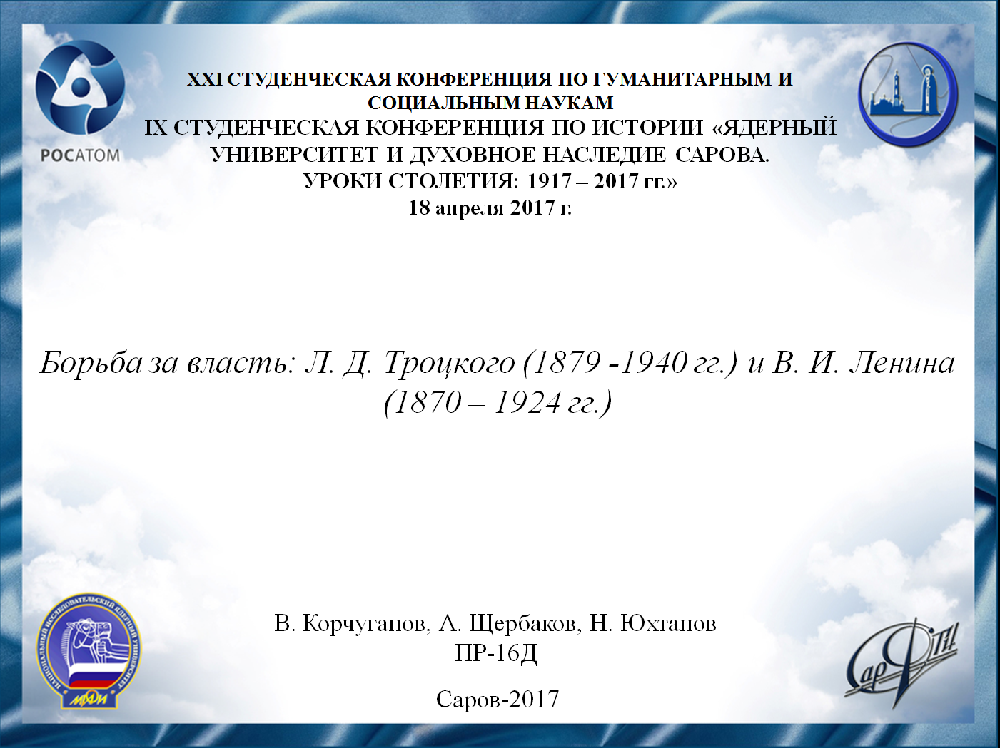 XXI СТУДЕНЧЕСКАЯ КОНФЕРЕНЦИЯ ПО ГУМАНИТАРНЫМ И
СОЦИАЛЬНЫМ НАУКАМ
IX СТУДЕНЧЕСКАЯ КОНФЕРЕНЦИЯ ПО ИСТОРИИ «ЯДЕРНЫЙ
УНИВЕРСИТЕТ И ДУХОВНОЕ НАСЛЕДИЕ САРОВА.
УРОКИ СТОЛЕТИЯ: 1917 – 2017 гг.»
18 апреля 2017 г.
РОСАТОМ
Борьба за власть: Л. Д. Троцкого (1879 -1940 гг.) и В. И. Ленина
(1870 – 1924 гг.)
В. Корчуганов, А. Щербаков, Н. Юхтанов
ПР-16Д
Саров-2017
НАЦИОНАЛЬНЫЙ ИССЛЕДОВАТЕЛЬСКИЙ ЯДЕРНЫЙ УНИВЕРСИТЕТ
МИФИ
СарФТИ